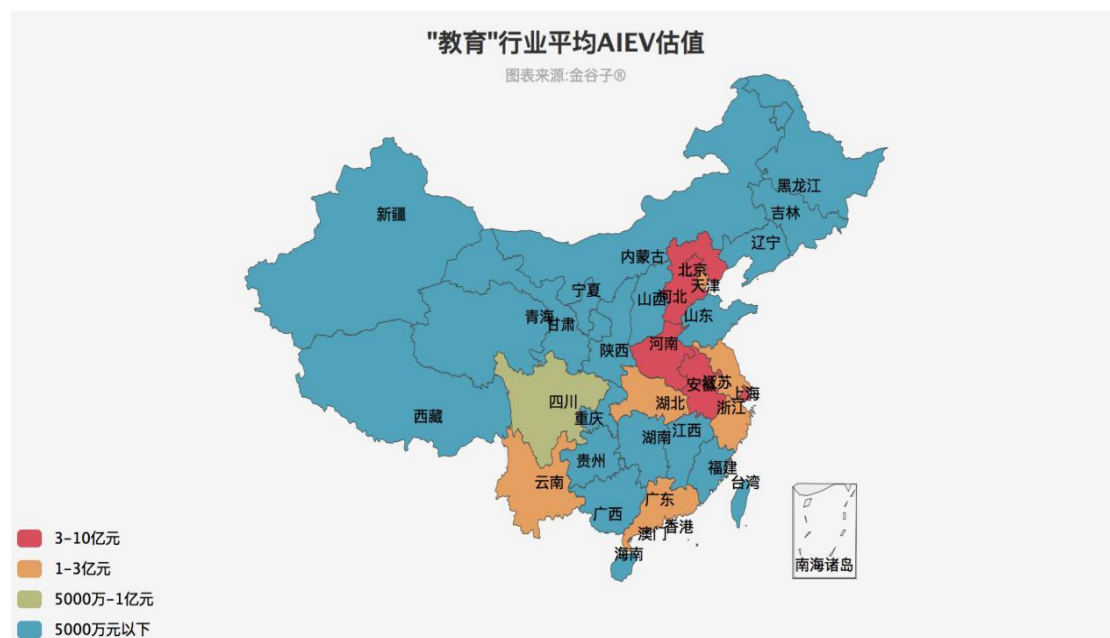 "教育"行业平均AIEV估值
图表来源:金谷子®
黑龙江
吉林
新疆
辽宁
内蒙古
北京
天津
宁夏
山西
河北
青海
甘肃
山东
河南
陕西
安徽
江苏
上海
四川
湖北
浙江
西藏
重庆
湖南
江西
贵州
福建
云南
台湾
广东
广西
香港
澳门
海南
南海诸岛
3-10亿元
1-3亿元
5000万-1亿元
5000万元以下